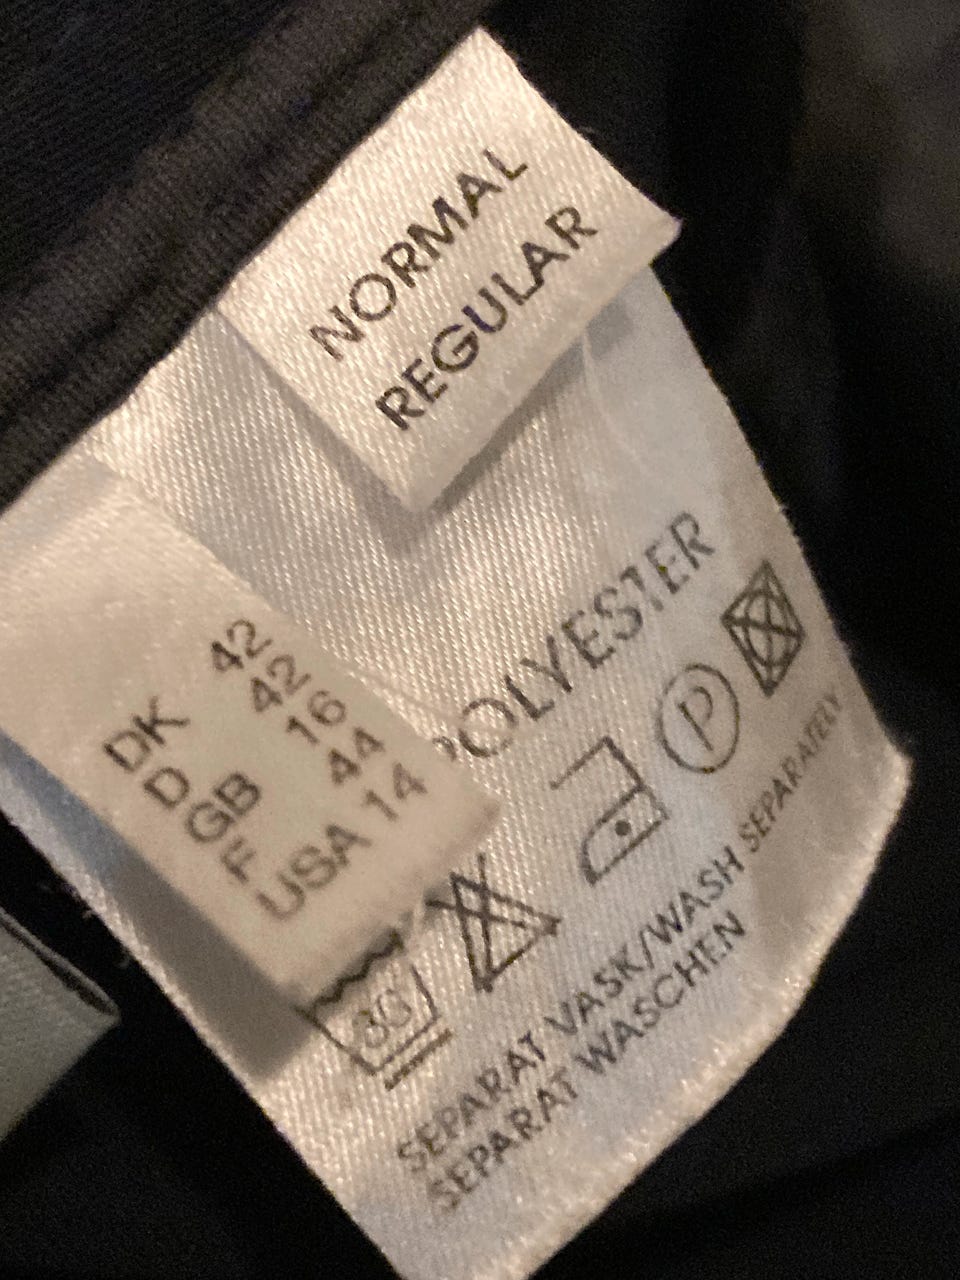 NORMAL
REGULAR
POLYESTER
DK 42
D 42
GB 16
F 44
USA 14
P
30
SEPARAT VASK/WASH SEPARATELY
SEPARAT WASCHEN